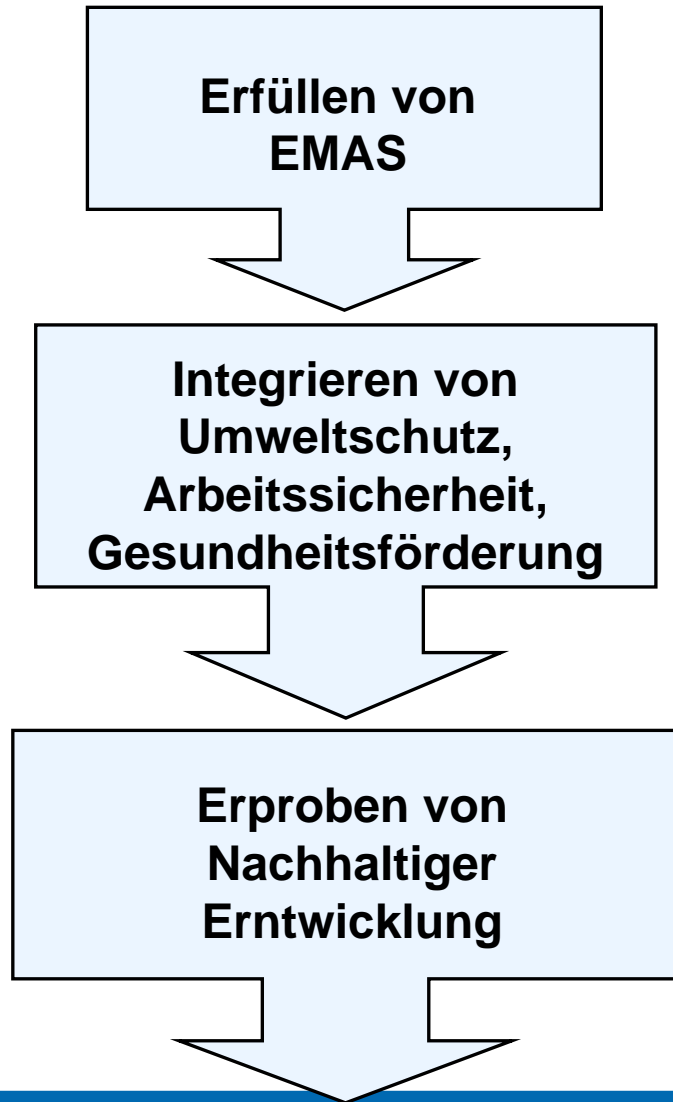 Erfüllen von
EMAS
Integrieren von
Umweltschutz,
Arbeitssicherheit,
Gesundheitsförderung
Erproben von
Nachhaltiger
Erntwicklung